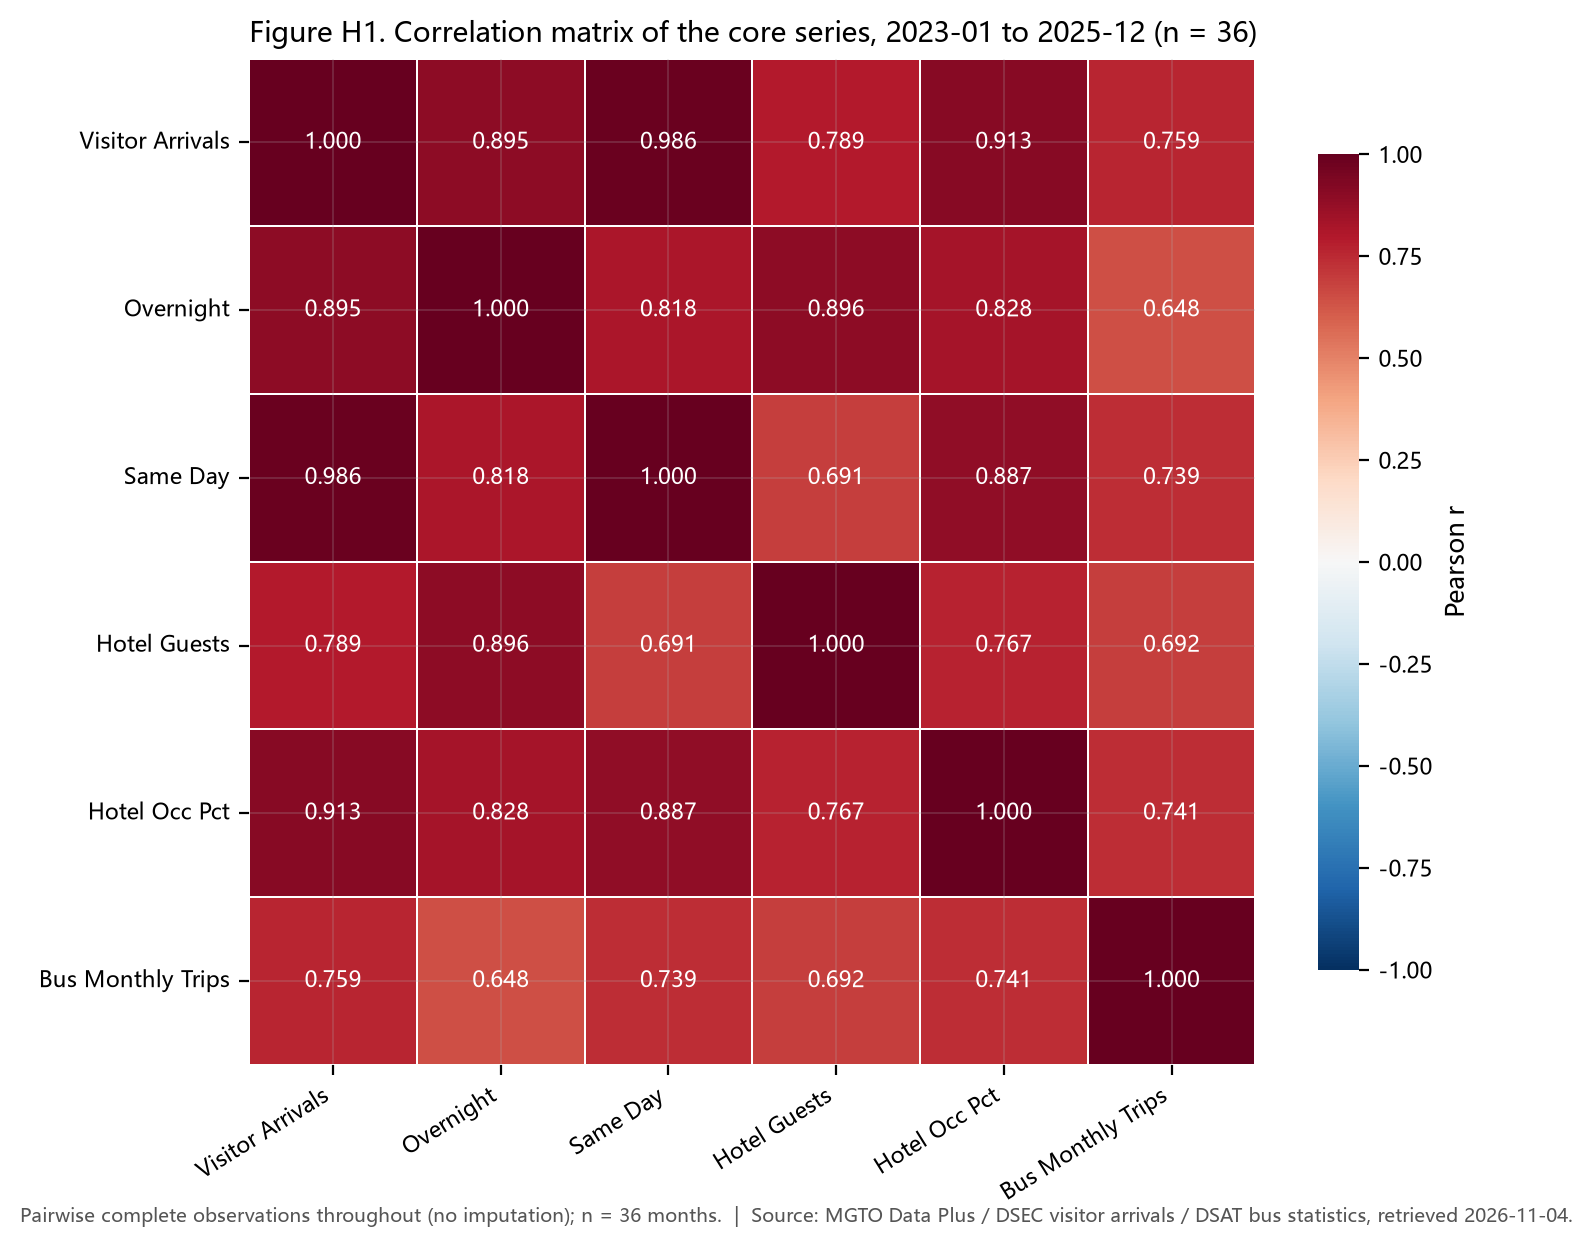 Figure H1. Correlation matrix of the core series, 2023-01 to 2025-12 (n = 36)
Visitor Arrivals 1.000 0.895 0.986 0.789 0.913 0.759
Overnight 0.895 1.000 0.818 0.896 0.828 0.648
Same Day 0.986 0.818 1.000 0.691 0.887 0.739
Hotel Guests 0.789 0.896 0.691 1.000 0.767 0.692
Hotel Occ Pct 0.913 0.828 0.887 0.767 1.000 0.741
Bus Monthly Trips 0.759 0.648 0.739 0.692 0.741 1.000
Visitor Arrivals
Overnight
Same Day
Hotel Guests
Hotel Occ Pct
Bus Monthly Trips
1.00
0.75
0.50
0.25
0.00
-0.25
-0.50
-0.75
-1.00
Pearson r
Pairwise complete observations throughout (no imputation); n = 36 months. | Source: MGTO Data Plus / DSEC visitor arrivals / DSAT bus statistics, retrieved 2026-11-04.